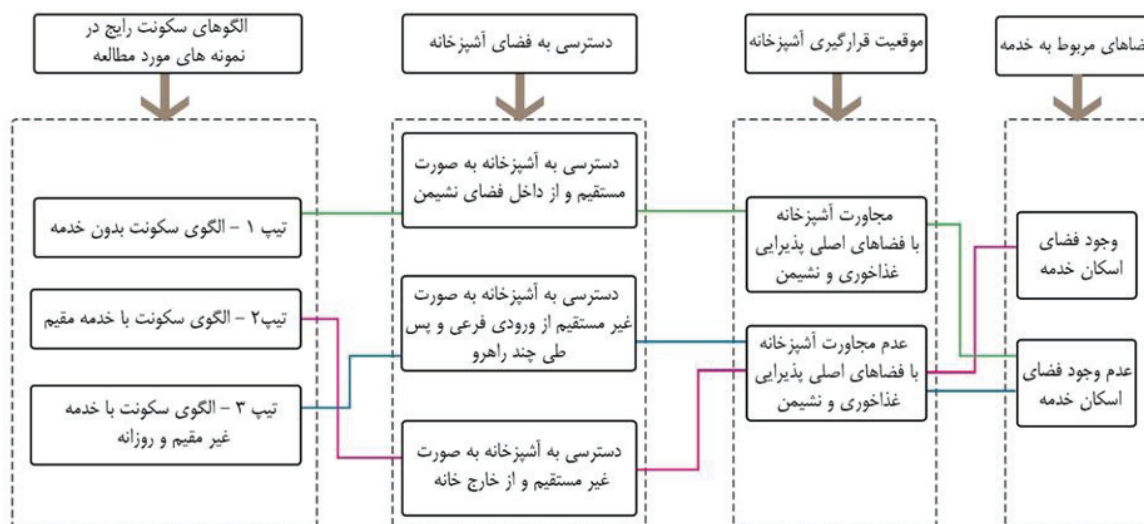 الگوهای سکونت رایج در
نمونه های مورد مطالعه
دسترسی به فضای آشپزخانه
موقعیت قرارگیری آشپزخانه
مربوط به خدمه
تیپ ۱ - الگوی سکونت بدون خدمه
تیپ۲ - الگوی سکونت با خدمه مقیم
تیپ ۳ - الگوی سکونت با خدمه
غیر مقیم و روزانه
دسترسی به آشپزخانه به صورت
مستقیم و از داخل فضای نشیمن
دسترسی به آشپزخانه به صورت
غیر مستقیم از ورودی فرعی و پس
طی چند راهرو
دسترسی به آشپزخانه به صورت
غیر مستقیم و از خارج خانه
مجاورت آشپزخانه
با فضاهای اصلی پذیرایی
غذاخوری و نشیمن
عدم مجاورت آشپزخانه
با فضاهای اصلی پذیرایی
غذاخوری و نشیمن
وجود فضای
اسکان خدمه
عدم وجود فضای
اسکان خدمه